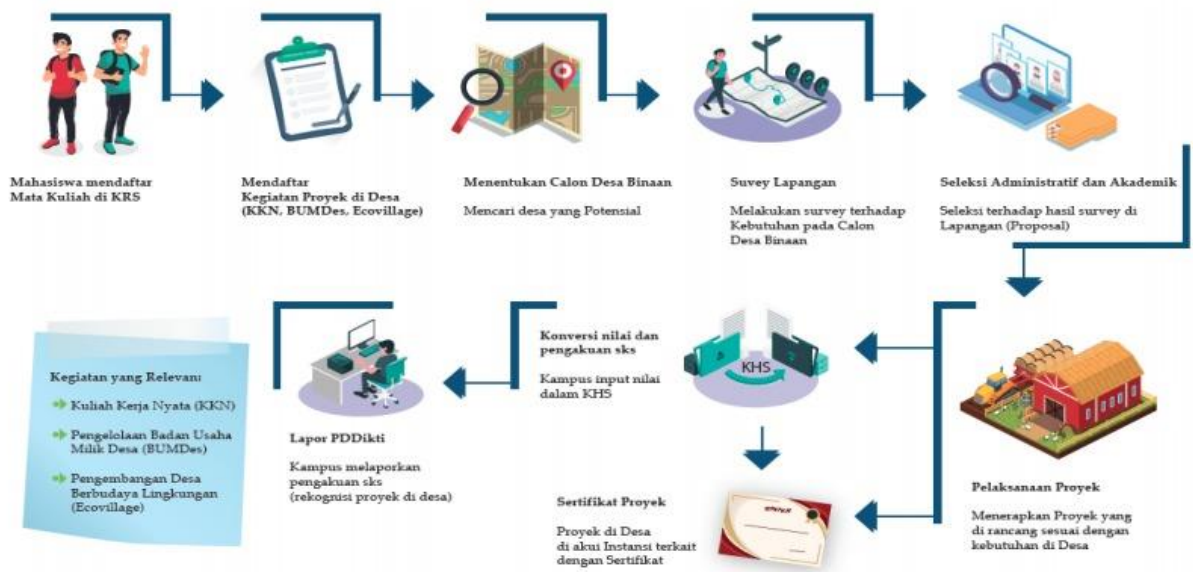 Mahasiswa mendaftar
Mata Kuliah di KRS
Mendaftar
Kegiatan Proyek di Desa
(KKN, BUMDes, Ecovillage)
Menentukan Calon Desa Binaan
Mencari desa yang Potensial
Suvey Lapangan
Melakukan survey terhadap
Kebutuhan pada Calon
Desa Binaan
Seleksi Administratif dan Akademik
Seleksi terhadap hasil survey di
Lapangan (Proposal)
Pelaksanaan Proyek
Menerapkan Proyek yang
di rancang sesuai dengan
kebutuhan di Desa
Konversi nilai dan
pengakuan sks
Kampus input nilai
dalam KHS
KHS
Sertifikat Proyek
Proyek di Desa
di akui Instansi terkait
dengan Sertifikat
Lapor PDDikti
Kampus melaporkan
pengakuan sks
(rekognisi proyek di desa)
Kegiatan yang Relevan:
Kuliah Kerja Nyata (KKN)
Pengelolaan Badan Usaha
Milik Desa (BUMDes)
Pengembangan Desa
Berbudaya Lingkungan
(Ecovillage)